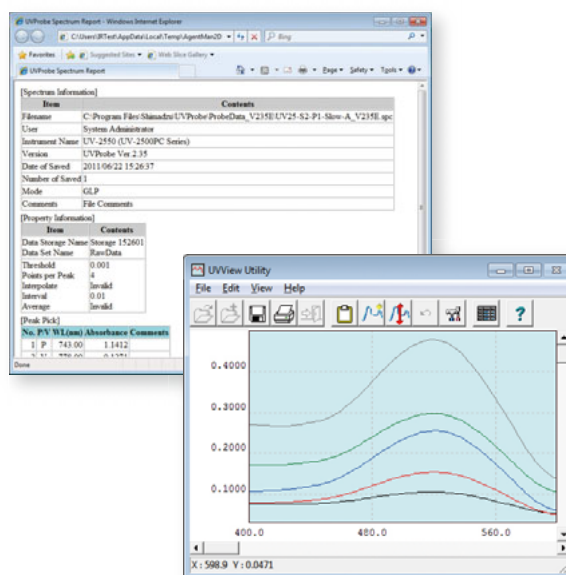 UVProbe Spectrum Report - Windows Internet Explorer
C:\Users\IRTest\AppData\Local\Temp\AgentMan2D
Bing
Favorites Suggested Sites Web Slice Gallery
UVProbe Spectrum Report Page Safety Tools
[Spectrum Information]
Item Contents
Filename C:\Program Files\Shimadzu\UVProbe\ProbeData_V235E\UV25-S2-P1-Slow-A_V235E.spc
User System Administrator
Instrument Name UV-2550 (UV-2500PC Series)
Version UVProbe Ver.2.35
Date of Saved 2011/06/22 15:26:37
Number of Saved 1
Mode GLP
Comments File Comments
[Property Information]
Item Contents
Data Storage Name Storage 152601
Data Set Name RawData
Threshold 0.001
Points per Peak 4
Interpolate Invalid
Interval 0.01
Average Invalid
[Peak Pick]
No. P/V WL(nm) Absorbance Comments
1 P 743.00 1.1412
Done
UVView Utility
File Edit View Help
0.4000
0.3000
0.2000
0.1000
400.0 480.0 560.0
X : 598.9 Y : 0.0471